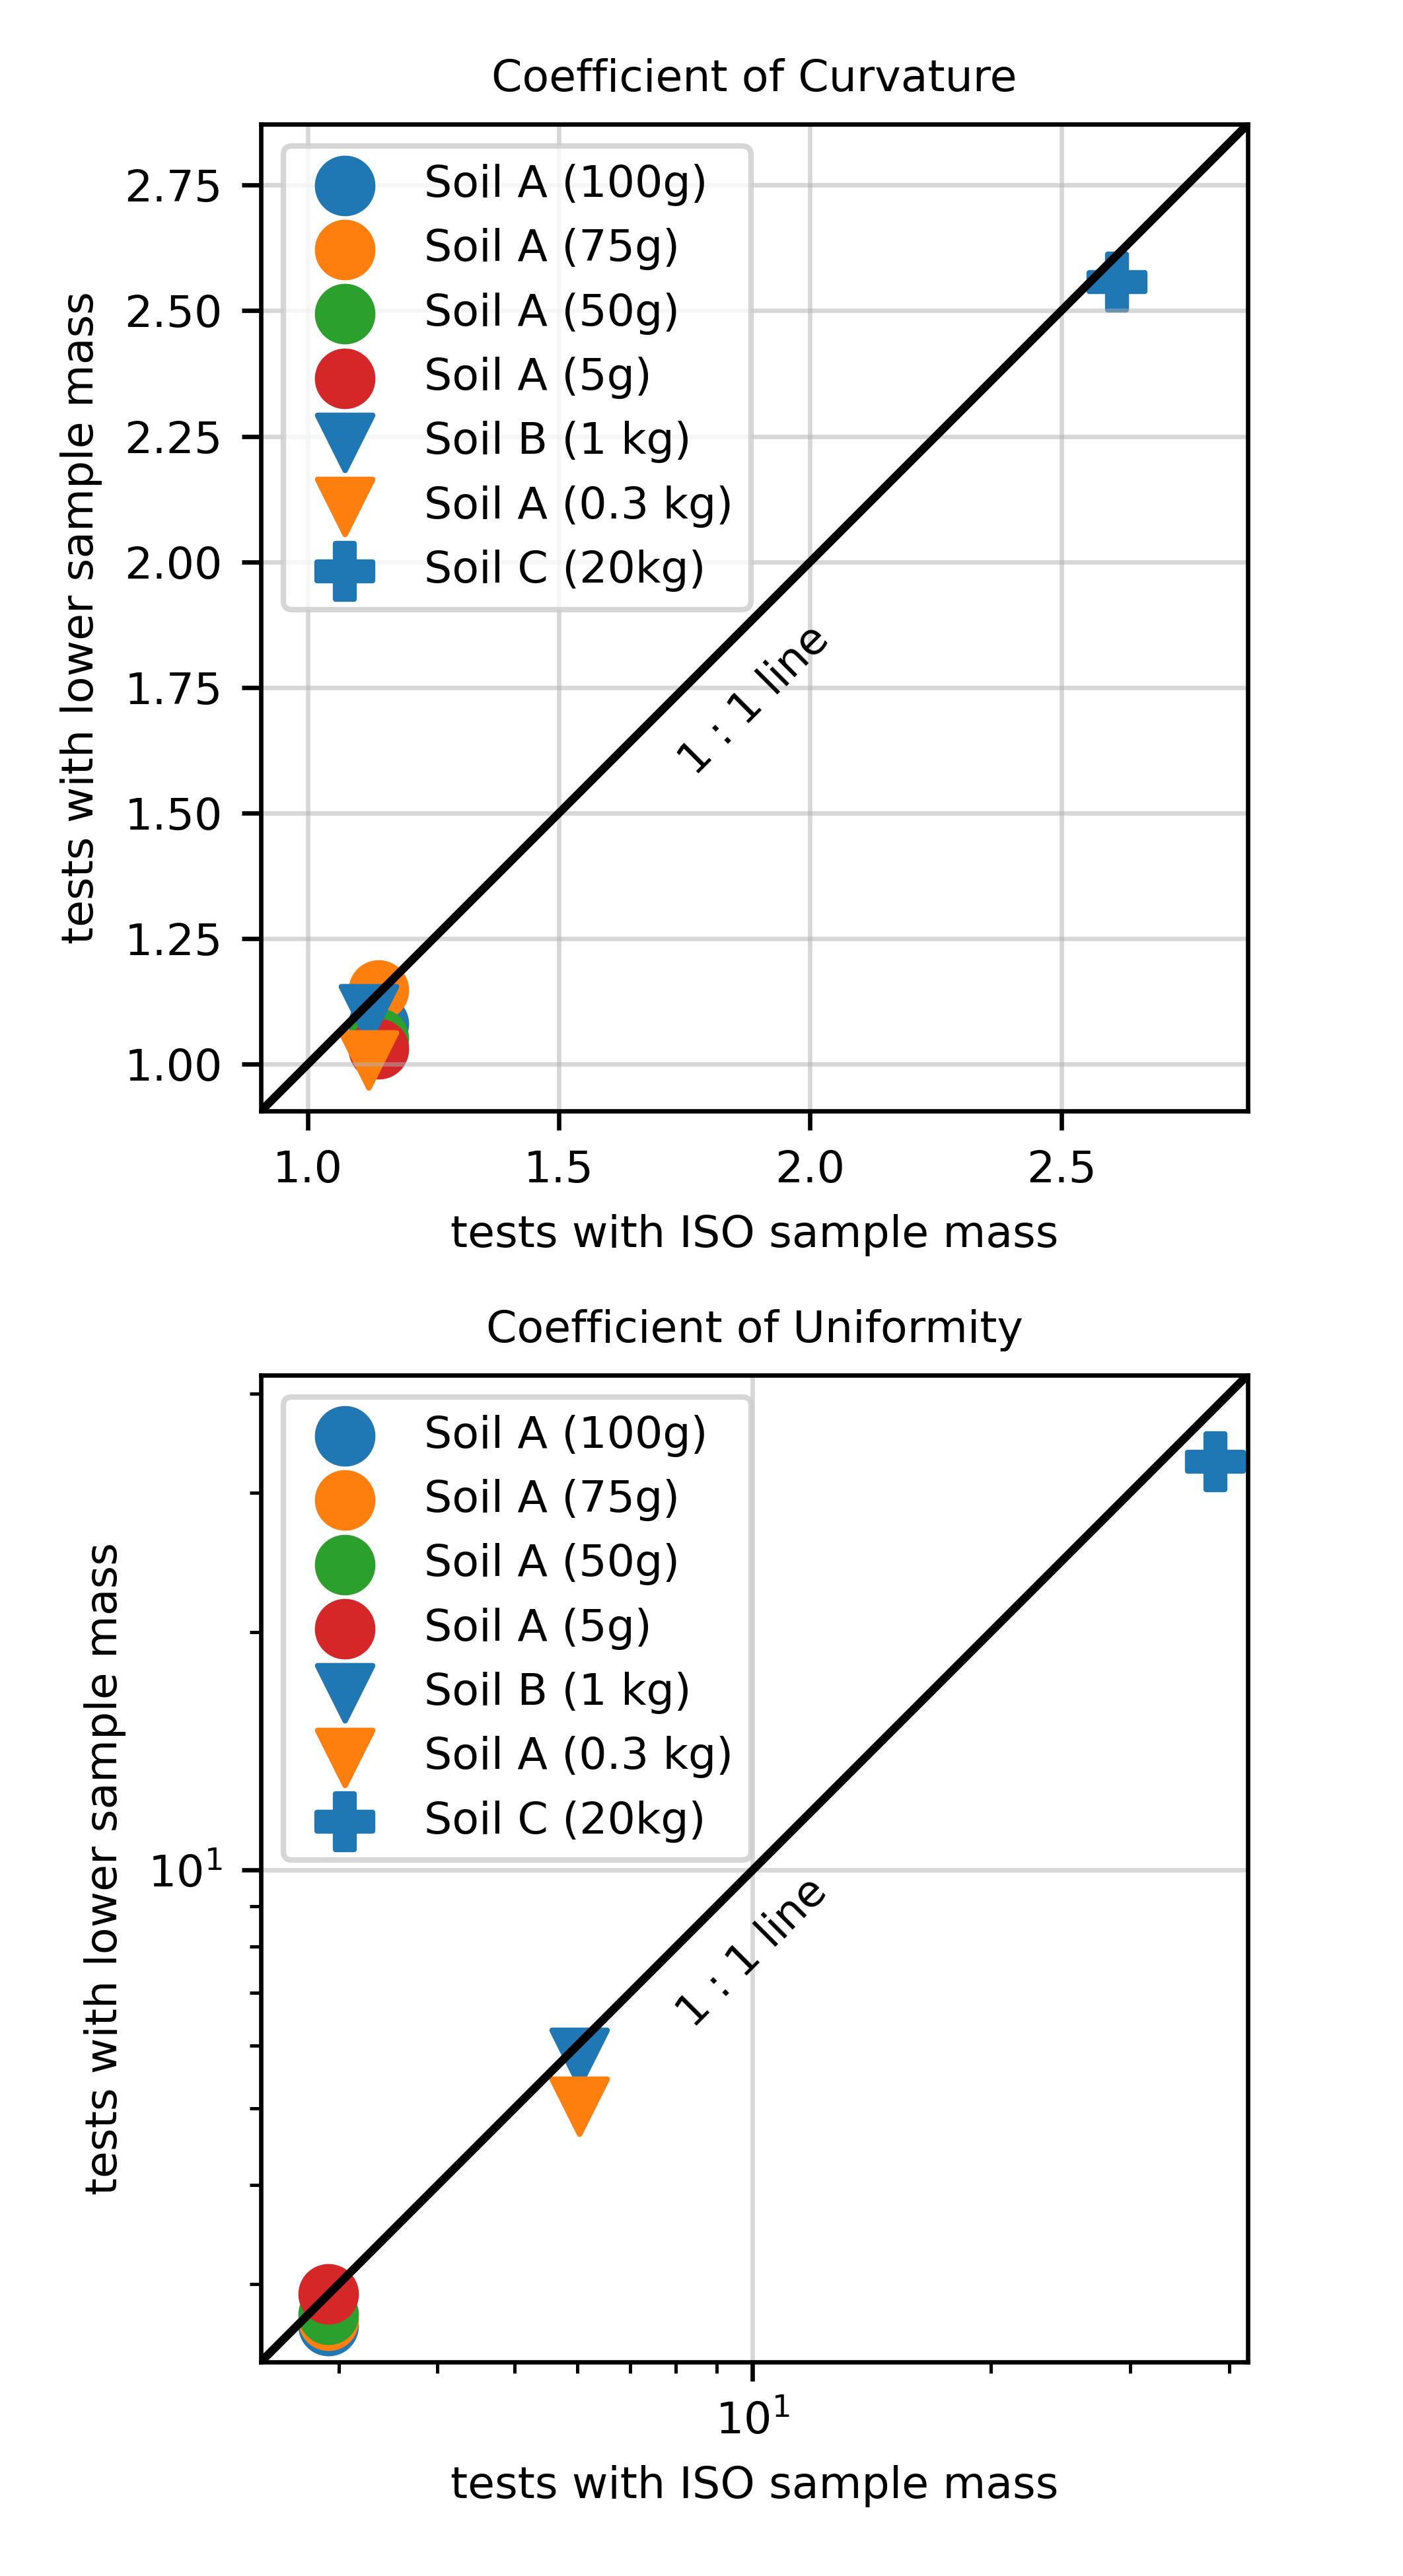 Coefficient of Curvature
tests with lower sample mass
2.75
2.50
2.25
2.00
1.75
1.50
1.25
1.00
Soil A (100g)
Soil A (75g)
Soil A (50g)
Soil A (5g)
Soil B (1 kg)
Soil A (0.3 kg)
Soil C (20kg)
1 : 1 line
1.0 1.5 2.0 2.5
tests with ISO sample mass
Coefficient of Uniformity
tests with lower sample mass
10¹
Soil A (100g)
Soil A (75g)
Soil A (50g)
Soil A (5g)
Soil B (1 kg)
Soil A (0.3 kg)
Soil C (20kg)
1 : 1 line
10¹
tests with ISO sample mass